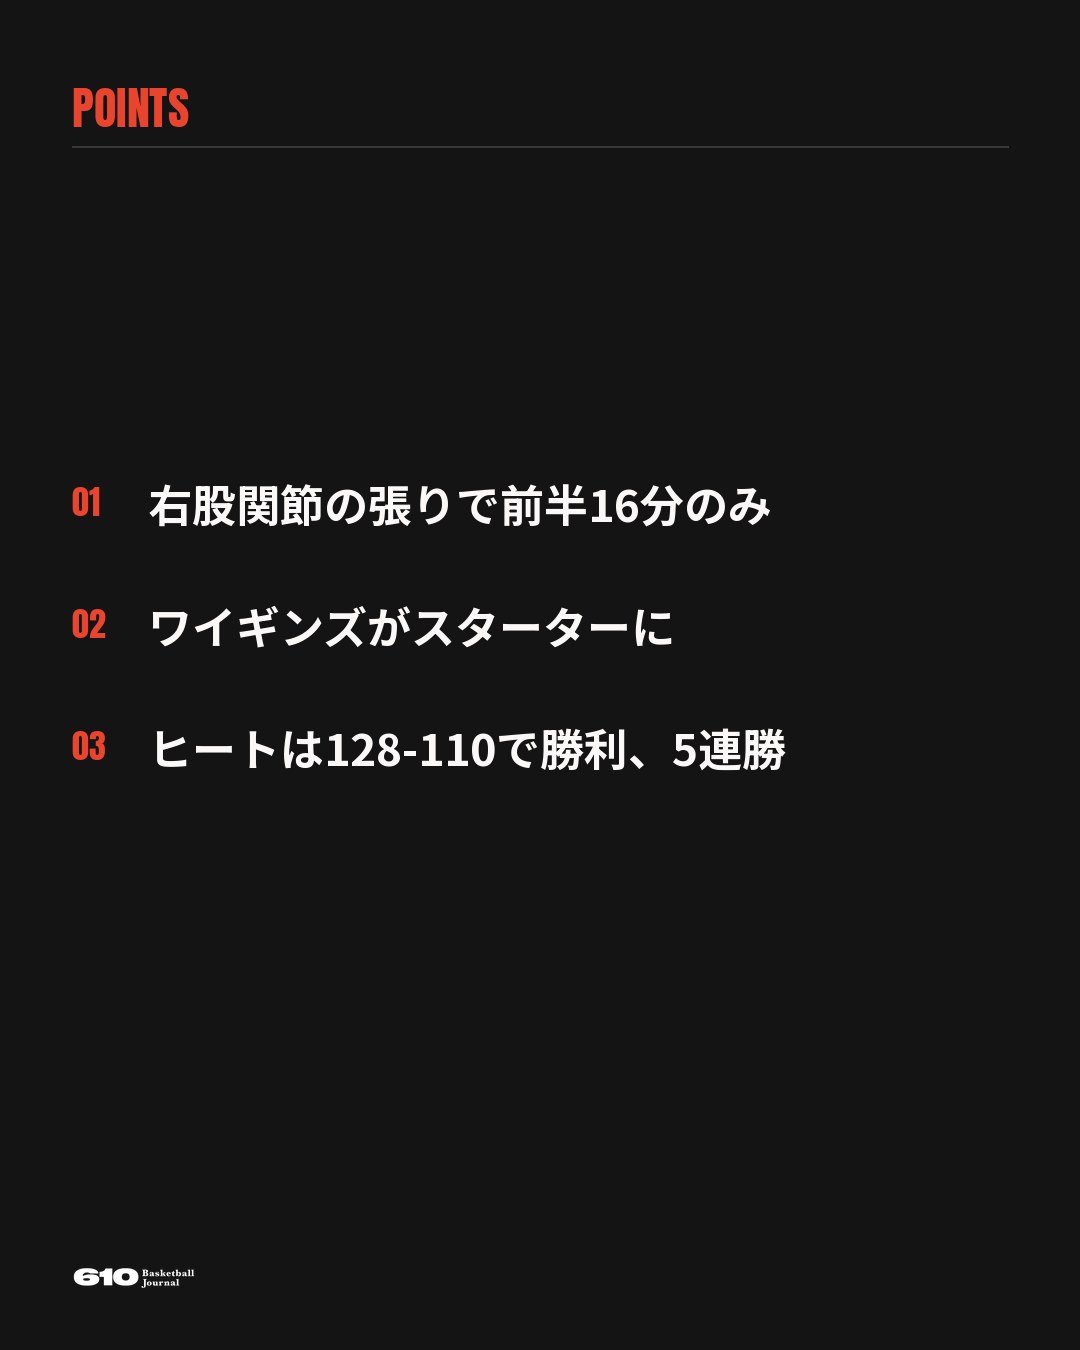 POINTS
01 右股関節の張りで前半16分のみ
02 ワイギンズがスターターに
03 ヒートは128-110で勝利、5連勝
610 Basketball
Journal